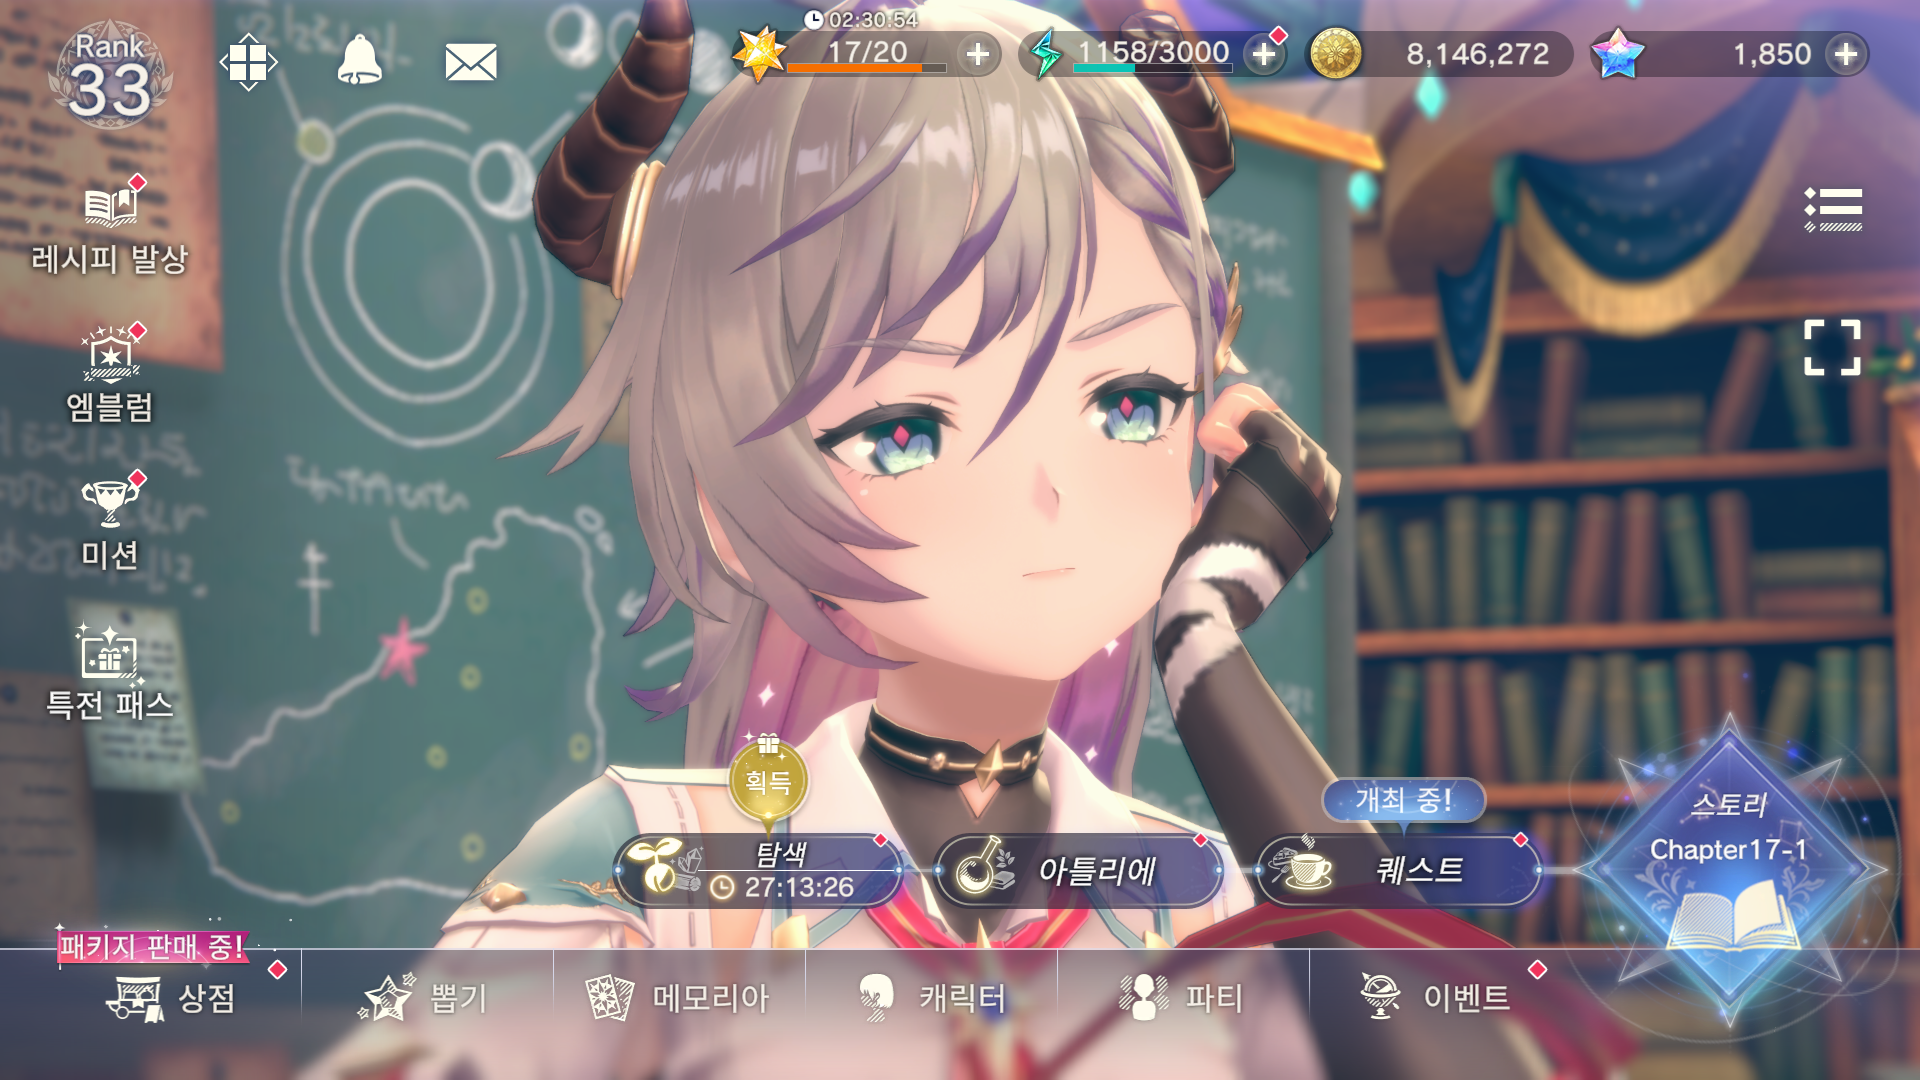 Rank
33
02:30:54
17/20
1158/3000
8,146,272
1,850
레시피 발상
엠블럼
미션
특전 패스
획득
탐색
27:13:26
아틀리에
개최 중!
퀘스트
스토리
Chapter17-1
패키지 판매 중!
상점
뽑기
메모리아
캐릭터
파티
이벤트